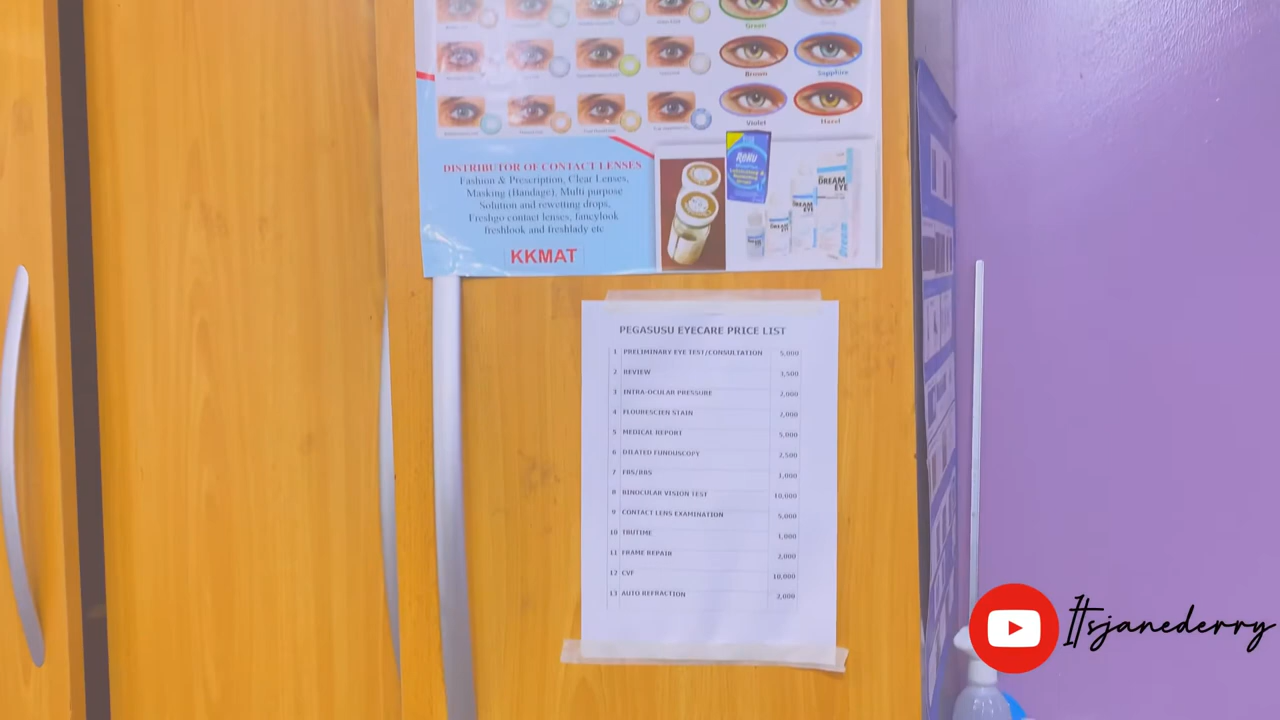 Green
Brown
Sapphire
Violet
Hazel
DISTRIBUTOR OF CONTACT LENSES
Fashion & Prescription, Clear Lenses,
Masking (Bandage), Multi purpose
Solution and rewetting drops,
Freshgo contact lenses, fancylook
freshlook and freshlady etc
KKMAT
DREAM
EYE
DREAM
EYE
PEGASUSU EYECARE PRICE LIST
1 PRELIMINARY EYE TEST/CONSULTATION 5,000
2 REVIEW 3,500
3 INTRA-OCULAR PRESSURE 2,000
4 FLOURESCIEN STAIN 2,000
5 MEDICAL REPORT 5,000
6 DILATED FUNDUSCOPY 2,500
7 FBS/RBS 1,000
8 BINOCULAR VISION TEST 10,000
9 CONTACT LENS EXAMINATION 5,000
10 TRUTIME 1,000
11 FRAME REPAIR 2,000
12 CVF 10,000
13 AUTO REFRACTION 2,000
Itsjanederry